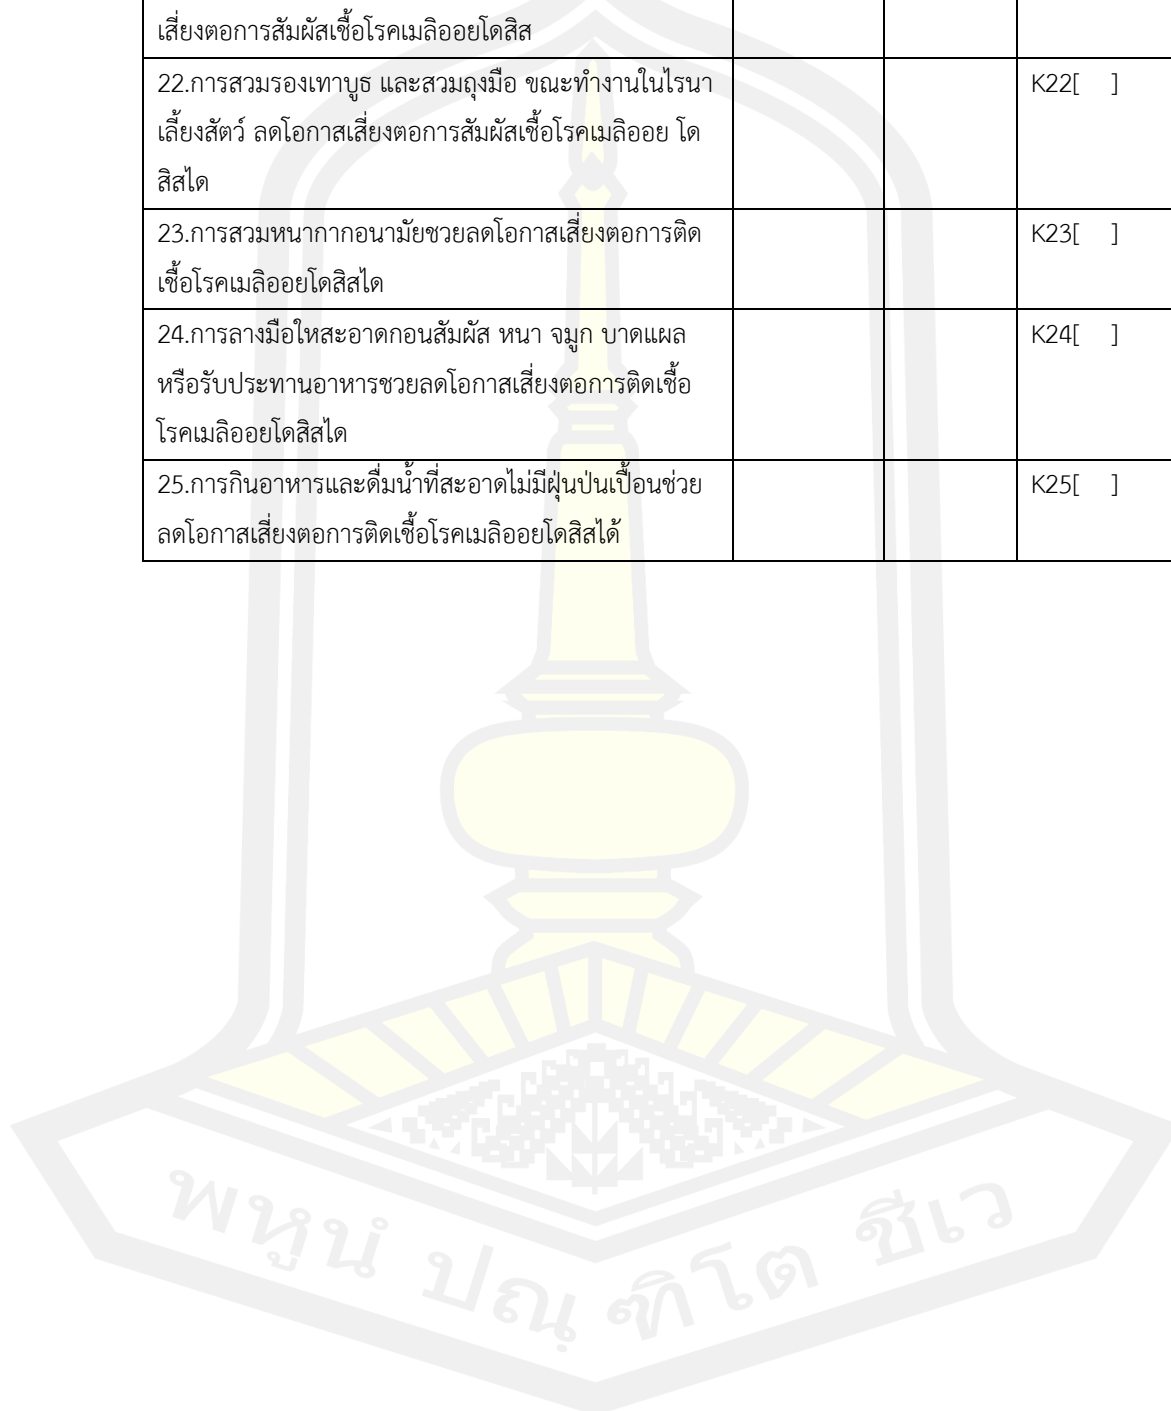 เสี่ยงตอการสัมผัสเชื้อโรคเมลิออยโดสิส
22.การสวมรองเทาบูธ และสวมถุงมือ ขณะทำงานในไรนา K22[ ]
เลี้ยงสัตว์ ลดโอกาสเสี่ยงตอการสัมผัสเชื้อโรคเมลิออย โด
สิสได
23.การสวมหนากากอนามัยชวยลดโอกาสเสี่ยงตอการติด K23[ ]
เชื้อโรคเมลิออยโดสิสได
24.การลางมือใหสะอาดกอนสัมผัส หนา จมูก บาดแผล K24[ ]
หรือรับประทานอาหารชวยลดโอกาสเสี่ยงตอการติดเชื้อ
โรคเมลิออยโดสิสได
25.การกินอาหารและดื่มน้ำที่สะอาดไม่มีฝุ่นป่นเปื้อนช่วย K25[ ]
ลดโอกาสเสี่ยงตอการติดเชื้อโรคเมลิออยโดสิสได้
พหูนํ ปณฺฑิโต ชีเว